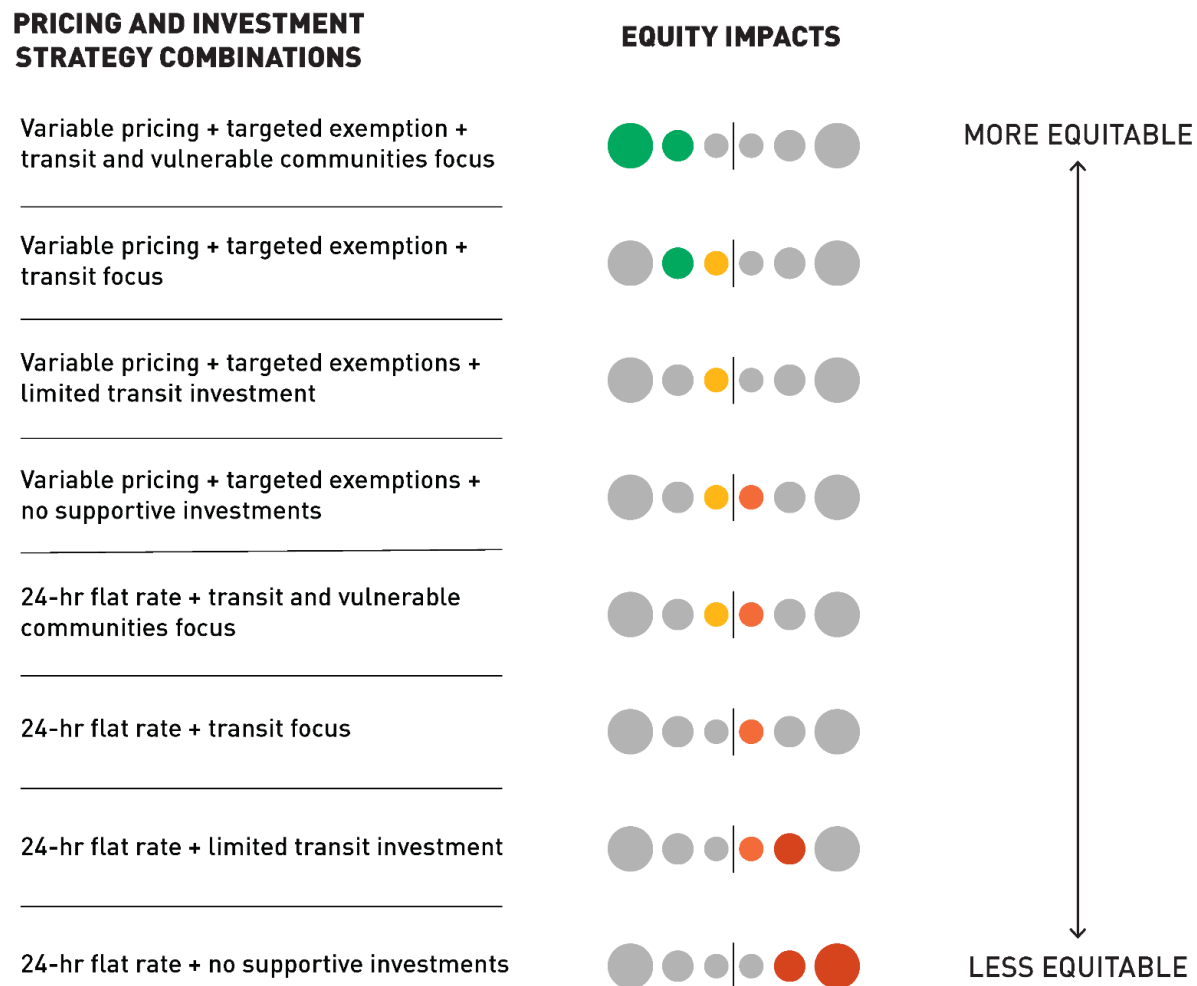 PRICING AND INVESTMENT
STRATEGY COMBINATIONS
EQUITY IMPACTS
Variable pricing + targeted exemption +
transit and vulnerable communities focus
MORE EQUITABLE
Variable pricing + targeted exemption +
transit focus
Variable pricing + targeted exemptions +
limited transit investment
Variable pricing + targeted exemptions +
no supportive investments
24-hr flat rate + transit and vulnerable
communities focus
24-hr flat rate + transit focus
24-hr flat rate + limited transit investment
24-hr flat rate + no supportive investments
LESS EQUITABLE